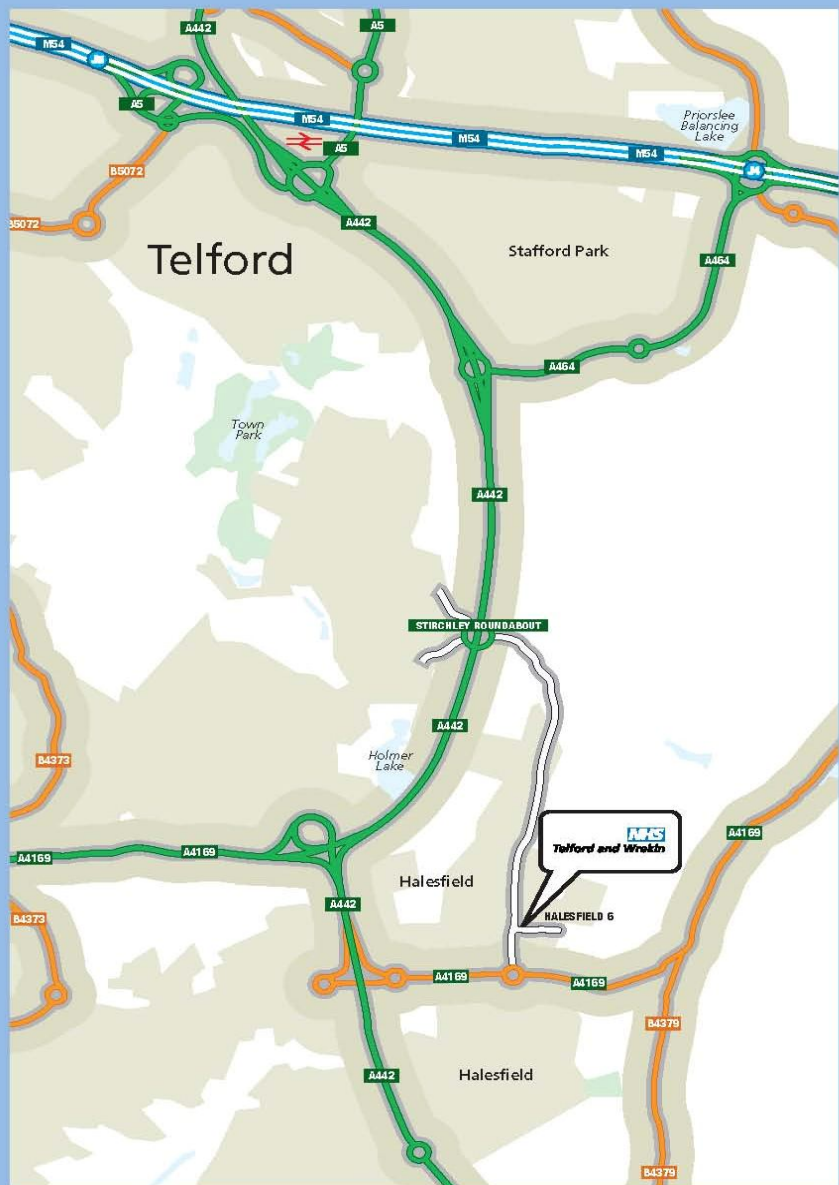 A442
A5
M54
J5
A5
M54
Priorslee
Balancing
Lake
A5
M54
M54
B5072
J4
B5072
A442
Telford
Stafford Park
A464
A464
Town
Park
A442
STIRCHLEY ROUNDABOUT
A442
Holmer
Lake
B4373
NHS
Telford and Wrekin
A4169
A4169
A4169
Halesfield
A442
HALESFIELD 6
B4373
A4169
A4169
B4379
A442
Halesfield
B4379